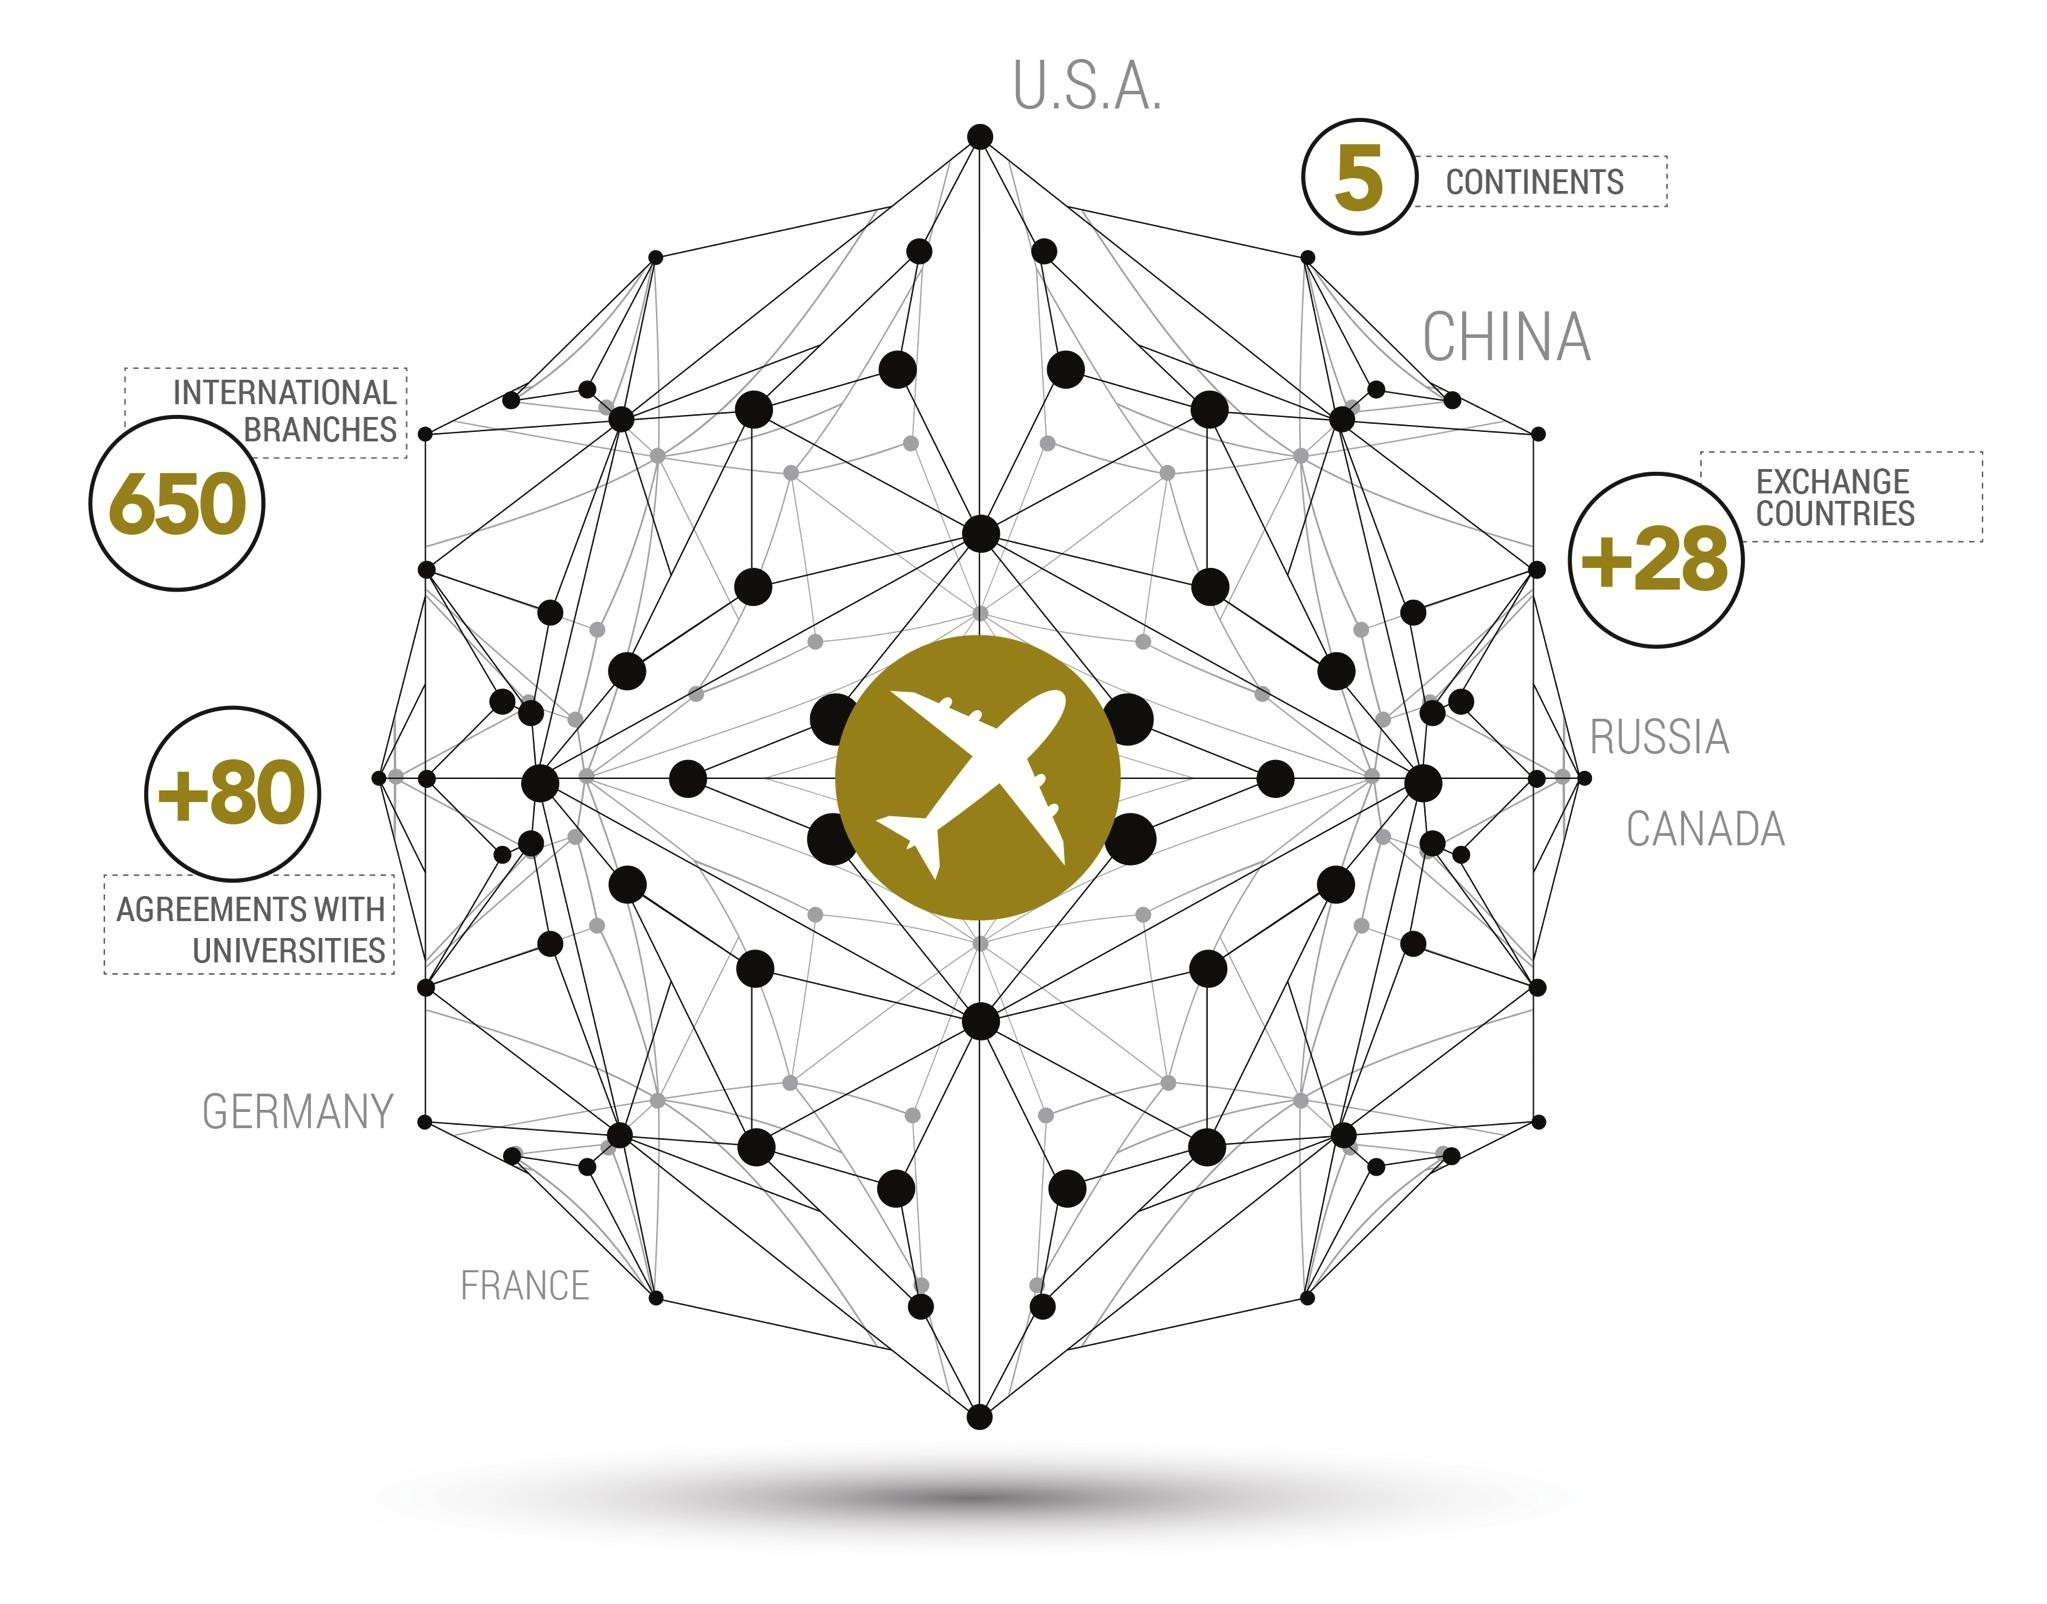 U.S.A.
5
CONTINENTS
CHINA
INTERNATIONAL
BRANCHES
650
EXCHANGE
COUNTRIES
+28
RUSSIA
+80
CANADA
AGREEMENTS WITH
UNIVERSITIES
GERMANY
FRANCE